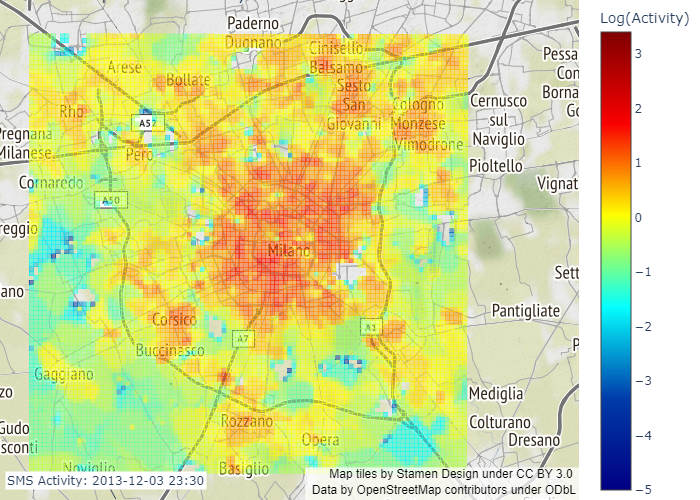 Paderno
Dugnano
Cinisello
Balsamo
Arese
Bollate
Sesto
San
Giovanni
Rho
A52
Pero
Pregnana
Milanese
Cologno
Monzese
Vimodrone
Cernusco
sul
Naviglio
Pioltello
Pessa
Con
Borna
Go
Cornaredo
A50
Vignat
reggio
Milano
ano
Sett
Corsico
Buccinasco
A7
A1
Pantigliate
P
Gaggiano
zo
Mediglia
Gudo
sconti
Rozzano
Opera
Colturano
Dresano
Noviglio
Basiglio
SMS Activity: 2013-12-03 23:30
Map tiles by Stamen Design under CC BY 3.0
Data by OpenStreetMap contributors under ODbL
Log(Activity)
3
2
1
0
−1
−2
−3
−4
−5